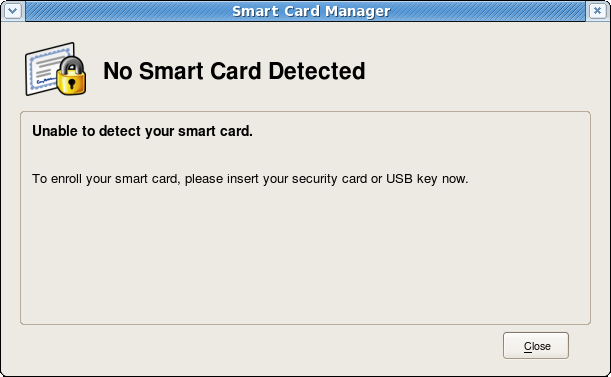 Smart Card Manager
No Smart Card Detected
Unable to detect your smart card.
To enroll your smart card, please insert your security card or USB key now.
Close